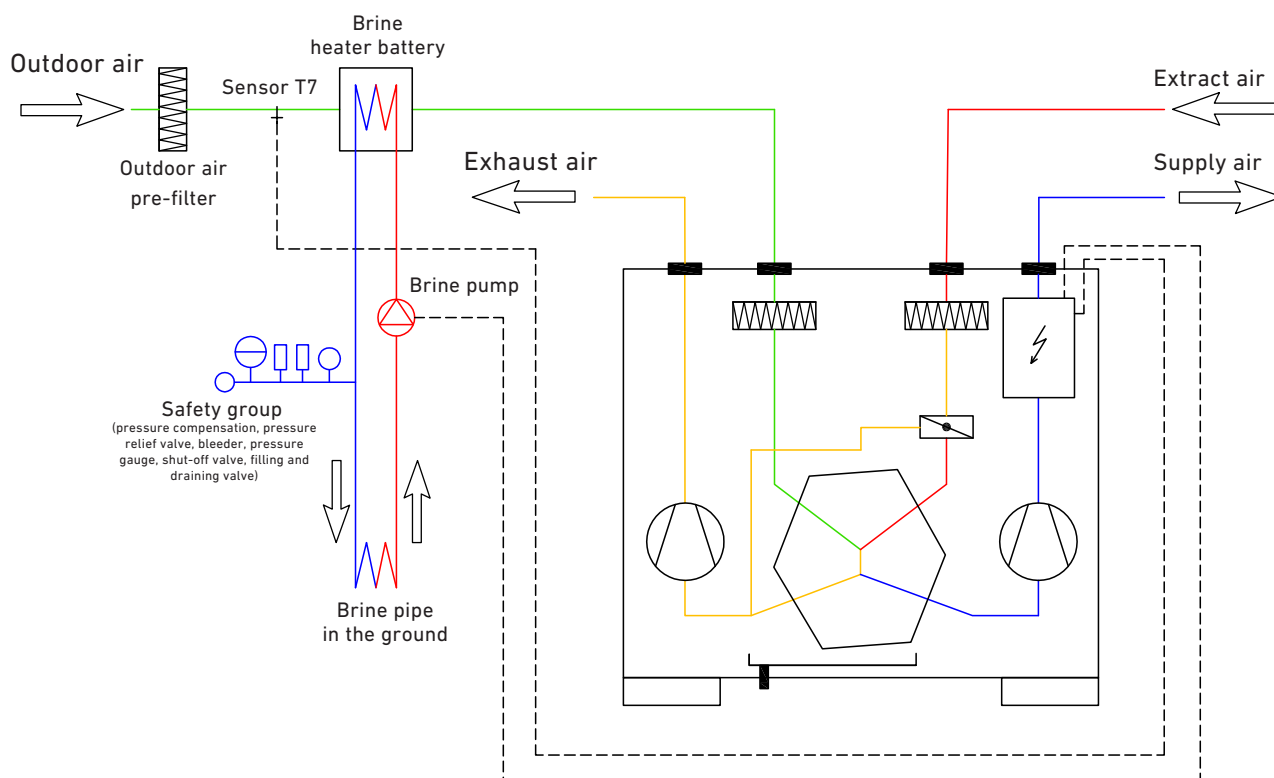 Brine
heater battery
Outdoor air
Sensor T7
Extract air
Outdoor air
pre-filter
Exhaust air
Supply air
Brine pump
Safety group
(pressure compensation, pressure
relief valve, bleeder, pressure
gauge, shut-off valve, filling and
draining valve)
Brine pipe
in the ground